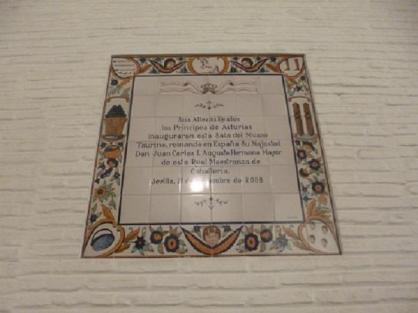 Sus Altezas Reales
los Príncipes de Asturias
inauguraron esta Sala del Museo
Taurino, reinando en España Su Majestad
Don Juan Carlos I, Augusto Hermano Mayor
de esta Real Maestranza de
Caballería.
Sevilla, de 2008